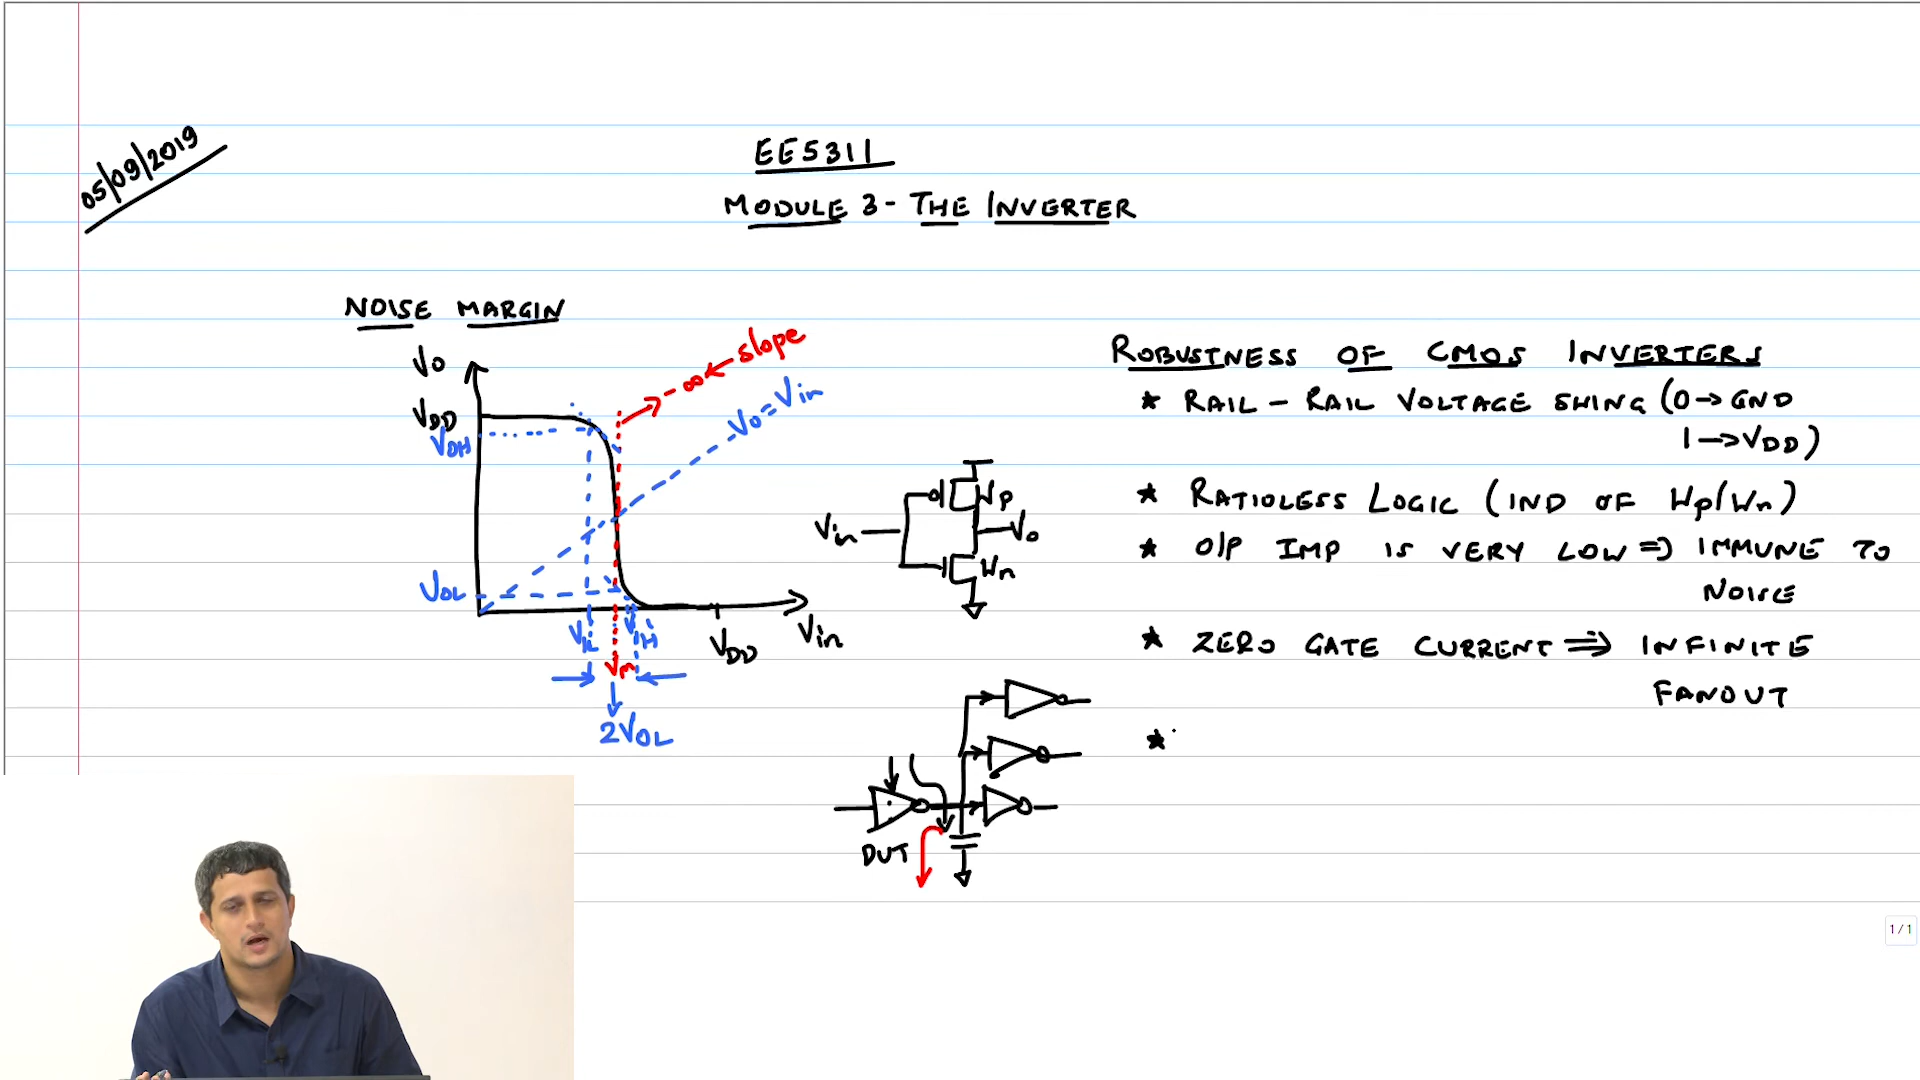 05/09/2019
EE5311
MODULE 3 - THE INVERTER
NOISE MARGIN
Vo
VDD
VOH
VOL
∞ ← slope
Vo = Vin
VIL
VIH
VM
VDD
Vin
2VOL
Vin
Wp
Vo
Wn
DUT
ROBUSTNESS OF CMOS INVERTERS
* RAIL - RAIL VOLTAGE SWING (0→GND
1→VDD)
* RATIOLESS LOGIC (IND OF Wp/Wn)
* O/P IMP IS VERY LOW => IMMUNE TO
NOISE
* ZERO GATE CURRENT => INFINITE
FANOUT
*
1 / 1